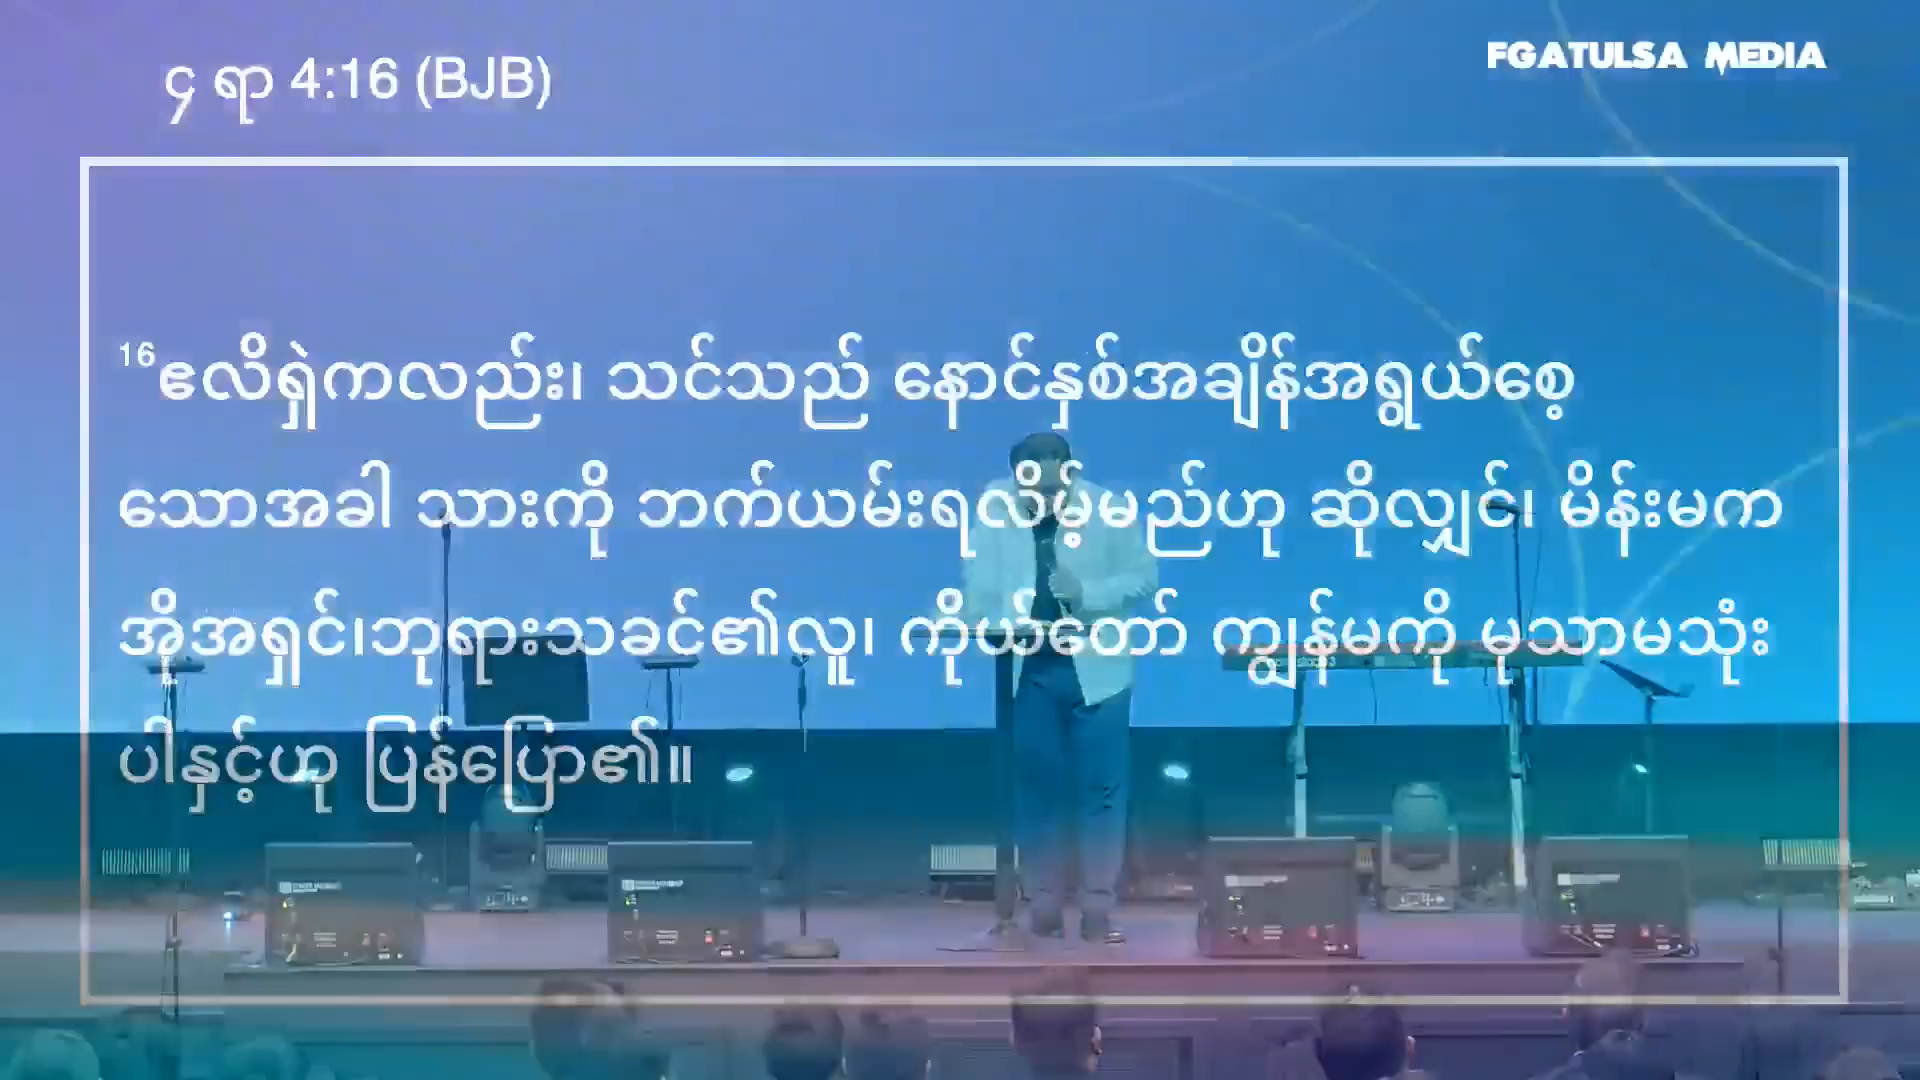 ၄ ရာ 4:16 (BJB)
FGATULSA MEDIA
16ဧလိရှဲကလည်း၊ သင်သည် နောင်နှစ်အချိန်အရွယ်စေ့
သောအခါ သားကို ဘက်ယမ်းရလိမ့်မည်ဟု ဆိုလျှင်၊ မိန်းမက
အိုအရှင်၊ဘုရားသခင်၏လူ၊ ကိုယ်တော် ကျွန်မကို မုသာမသုံး
ပါနှင့်ဟု ပြန်ပြော၏။